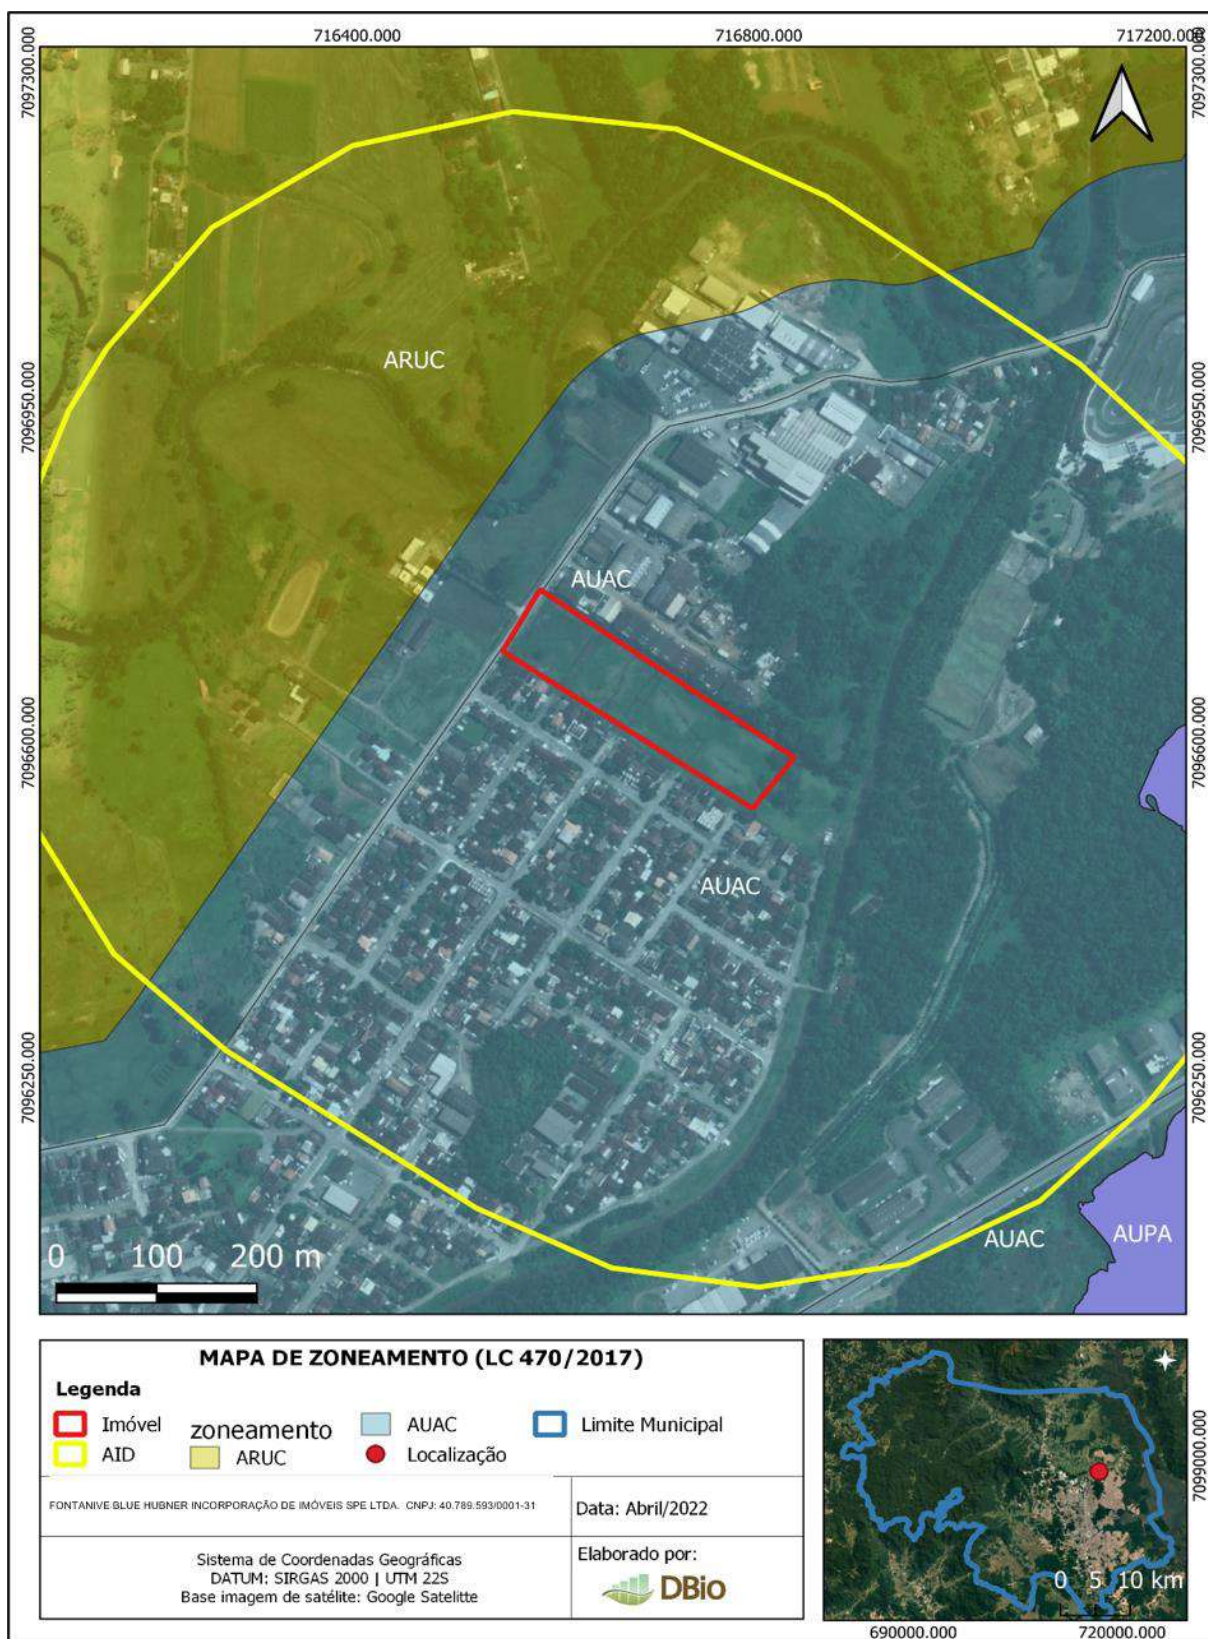 716400.000 716800.000 717200.000
7097300.000 7097300.000
ARUC
7096950.000 7096950.000
AUAC
7096600.000 7096600.000
AUAC
7096250.000 7096250.000
AUAC AUPA
0 100 200 m
MAPA DE ZONEAMENTO (LC 470/2017)
Legenda
Imóvel zoneamento AUAC Limite Municipal
AID ARUC Localização
FONTANIVE BLUE HUBNER INCORPORAÇÃO DE IMÓVEIS SPE LTDA. CNPJ: 40.789.593/0001-31
Data: Abril/2022
Sistema de Coordenadas Geográficas
DATUM: SIRGAS 2000 | UTM 22S
Base imagem de satélite: Google Satelitte
Elaborado por:
DBio
7099000.000
0 5 10 km
690000.000 720000.000